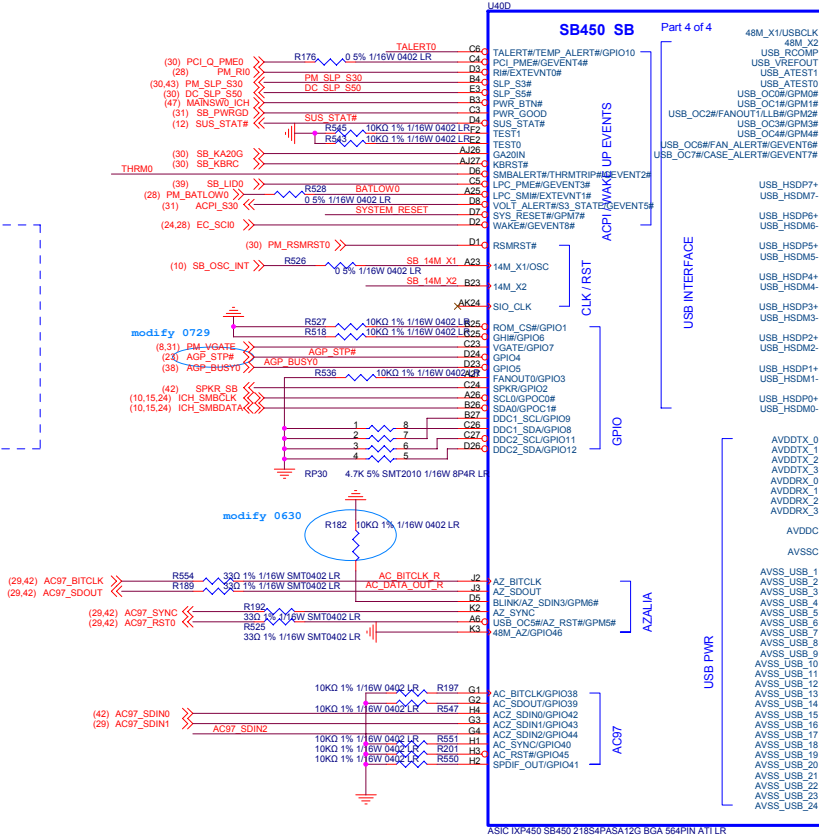 U40D
SB450 SB
Part 4 of 4
TALERT0
C6
TALERT#/TEMP_ALERT#/GPIO10
(30) PCI_Q_PME0
R176
0 5% 1/16W 0402 LR
C4
PCI_PME#/GEVENT4#
(28) PM_RI0
D3
RI#/EXTEVNT0#
(30,43) PM_SLP_S30
PM_SLP_S30
B4
SLP_S3#
(30) DC_SLP_S50
DC_SLP_S50
E3
SLP_S5#
(47) MAINSW0_ICH
B3
PWR_BTN#
(31) SB_PWRGD
C3
PWR_GOOD
(12) SUS_STAT#
SUS_STAT#
D4
SUS_STAT#
R545
10KΩ 1% 1/16W 0402 LR
F2
TEST1
R543
10KΩ 1% 1/16W 0402 LR
E2
TEST0
(30) SB_KA20G
AJ26
GA20IN
(30) SB_KBRC
AJ27
KBRST#
THRM0
D6
SMBALERT#/THRMTRIP#/GEVENT2#
(39) SB_LID0
C5
LPC_PME#/GEVENT3#
(28) PM_BATLOW0
R528
0 5% 1/16W 0402 LR
BATLOW0
A25
LPC_SMI#/EXTEVNT1#
(31) ACPI_S30
D8
VOLT_ALERT#/S3_STATE/GEVENT5#
SYSTEM_RESET
D7
SYS_RESET#/GPM7#
(24,28) EC_SCI0
D2
WAKE#/GEVENT8#
ACPI / WAKE UP EVENTS
(30) PM_RSMRST0
D1
RSMRST#
(10) SB_OSC_INT
R526
0 5% 1/16W 0402 LR
SB_14M_X1
A23
14M_X1/OSC
SB_14M_X2
B23
14M_X2
AK24
SIO_CLK
CLK / RST
modify 0729
R527
10KΩ 1% 1/16W 0402 LR
ROM_CS#/GPIO1
R518
10KΩ 1% 1/16W 0402 LR
GHI#/GPIO6
(8,31) PM_VGATE
C23
VGATE/GPIO7
(23) AGP_STP#
AGP_STP#
D24
GPIO4
(38) AGP_BUSY0
AGP_BUSY0
D23
GPIO5
R536
10KΩ 1% 1/16W 0402 LR
FANOUT0/GPIO3
(42) SPKR_SB
C24
SPKR/GPIO2
(10,15,24) ICH_SMBCLK
A26
SCL0/GPOC0#
(10,15,24) ICH_SMBDATA
B26
SDA0/GPOC1#
B27
DDC1_SCL/GPIO9
1
8
C26
DDC1_SDA/GPIO8
2
7
C27
DDC2_SCL/GPIO11
3
6
D26
DDC2_SDA/GPIO12
4
5
RP30
4.7K 5% SMT2010 1/16W 8P4R LR
GPIO
modify 0630
R182
10KΩ 1% 1/16W 0402 LR
(29,42) AC97_BITCLK
R554
33Ω 1% 1/16W SMT0402 LR
AC_BITCLK_R
J2
AZ_BITCLK
(29,42) AC97_SDOUT
R189
33Ω 1% 1/16W SMT0402 LR
AC_DATA_OUT_R
J3
AZ_SDOUT
D5
BLINK/AZ_SDIN3/GPM6#
(29,42) AC97_SYNC
R192
33Ω 1% 1/16W SMT0402 LR
K2
AZ_SYNC
(29,42) AC97_RST0
R525
33Ω 1% 1/16W SMT0402 LR
A6
USB_OC5#/AZ_RST#/GPM5#
K3
48M_AZ/GPIO46
AZALIA
10KΩ 1% 1/16W 0402 LR
R197
G1
AC_BITCLK/GPIO38
G2
AC_SDOUT/GPIO39
10KΩ 1% 1/16W 0402 LR
R547
(42) AC97_SDIN0
H4
ACZ_SDIN0/GPIO42
(29) AC97_SDIN1
G3
ACZ_SDIN1/GPIO43
AC97_SDIN2
G4
ACZ_SDIN2/GPIO44
10KΩ 1% 1/16W 0402 LR
R551
H1
AC_SYNC/GPIO40
10KΩ 1% 1/16W 0402 LR
R201
H3
AC_RST#/GPIO45
10KΩ 1% 1/16W 0402 LR
R550
H2
SPDIF_OUT/GPIO41
AC97
48M_X1/USBCLK
48M_X2
USB_RCOMP
USB_VREFOUT
USB_ATEST1
USB_ATEST0
USB_OC0#/GPM0#
USB_OC1#/GPM1#
USB_OC2#/FANOUT1/LLB#/GPM2#
USB_OC3#/GPM3#
USB_OC4#/GPM4#
USB_OC6#/FAN_ALERT#/GEVENT6#
USB_OC7#/CASE_ALERT#/GEVENT7#
USB_HSDP7+
USB_HSDM7-
USB_HSDP6+
USB_HSDM6-
USB_HSDP5+
USB_HSDM5-
USB_HSDP4+
USB_HSDM4-
USB_HSDP3+
USB_HSDM3-
USB_HSDP2+
USB_HSDM2-
USB_HSDP1+
USB_HSDM1-
USB_HSDP0+
USB_HSDM0-
USB INTERFACE
AVDDTX_0
AVDDTX_1
AVDDTX_2
AVDDTX_3
AVDDRX_0
AVDDRX_1
AVDDRX_2
AVDDRX_3
AVDDC
AVSSC
AVSS_USB_1
AVSS_USB_2
AVSS_USB_3
AVSS_USB_4
AVSS_USB_5
AVSS_USB_6
AVSS_USB_7
AVSS_USB_8
AVSS_USB_9
AVSS_USB_10
AVSS_USB_11
AVSS_USB_12
AVSS_USB_13
AVSS_USB_14
AVSS_USB_15
AVSS_USB_16
AVSS_USB_17
AVSS_USB_18
AVSS_USB_19
AVSS_USB_20
AVSS_USB_21
AVSS_USB_22
AVSS_USB_23
AVSS_USB_24
USB PWR
ASIC IXP450 SB450 218S4PASA12G BGA 564PIN ATI LR